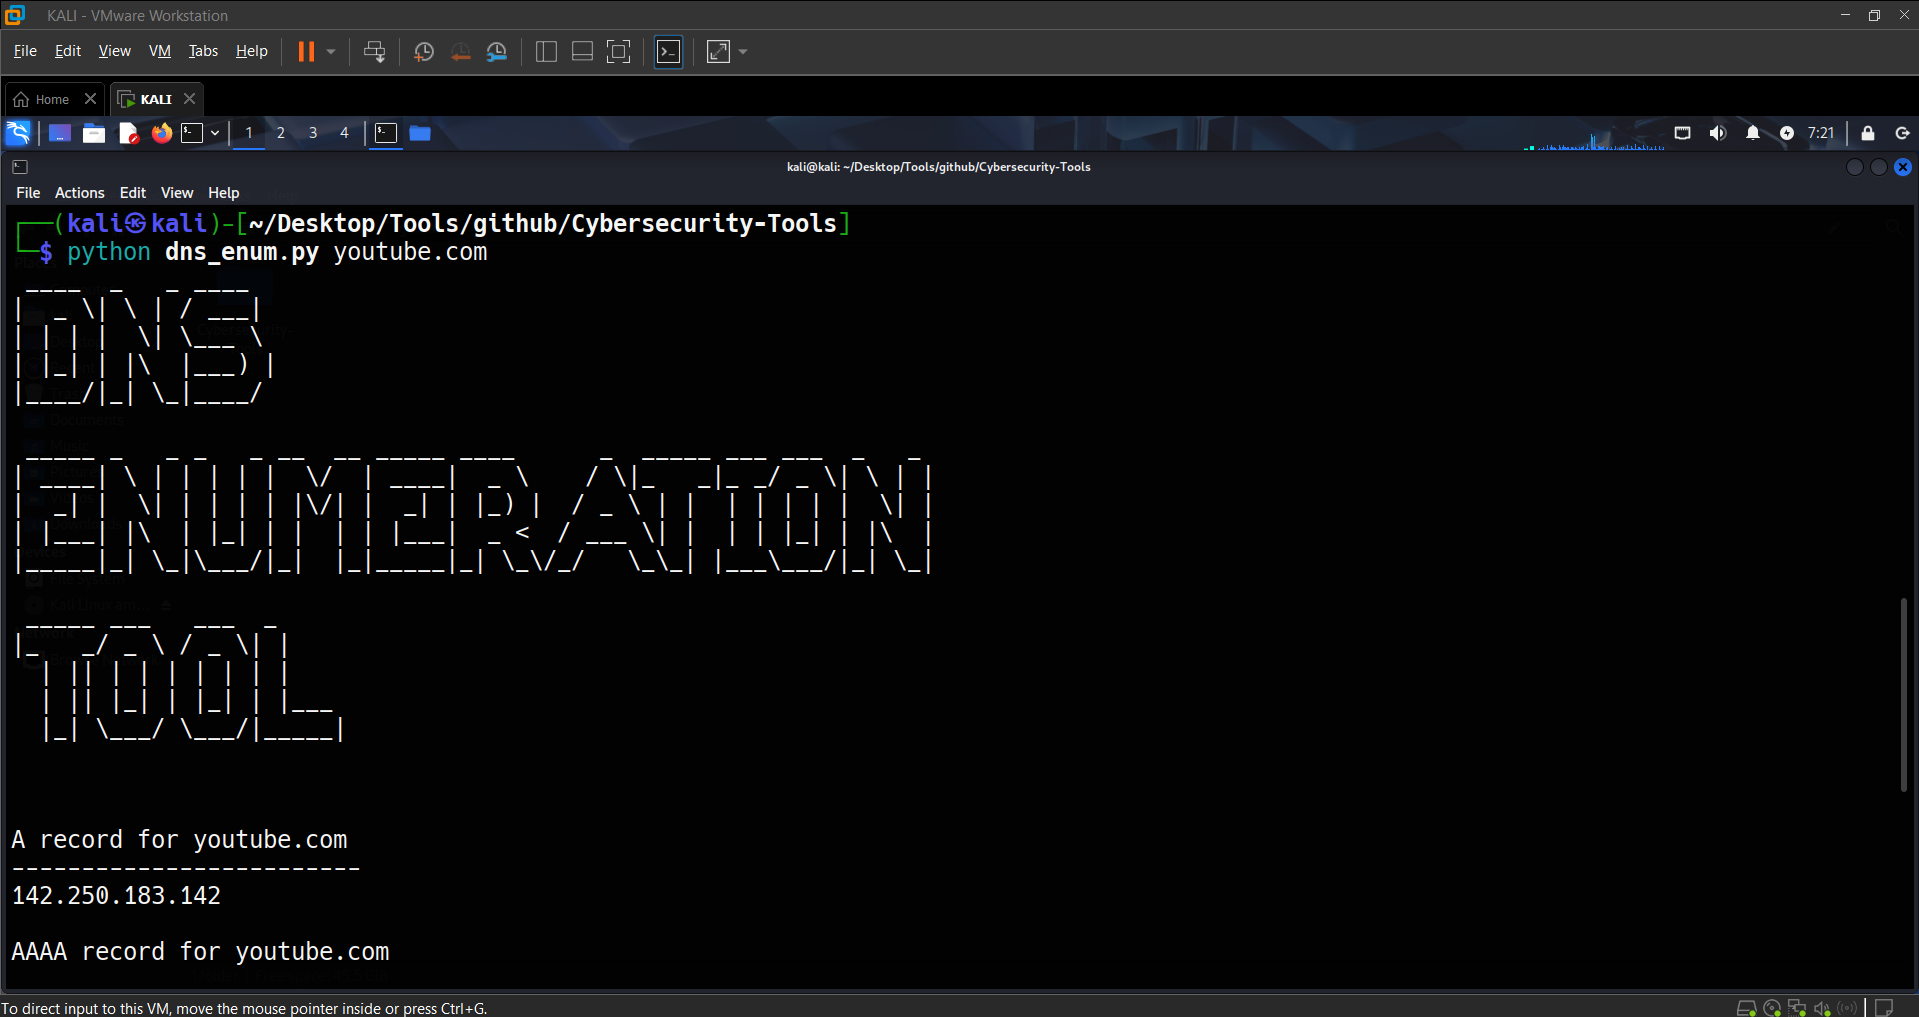 KALI - VMware Workstation
File Edit View VM Tabs Help
Home KALI
1 2 3 4 7:21
kali@kali: ~/Desktop/Tools/github/Cybersecurity-Tools
File Actions Edit View Help
(kali㉿kali)-[~/Desktop/Tools/github/Cybersecurity-Tools]
$ python dns_enum.py youtube.com
DNS
ENUMERATION
TOOL
A record for youtube.com
-------------------------
142.250.183.142
AAAA record for youtube.com
To direct input to this VM, move the mouse pointer inside or press Ctrl+G.